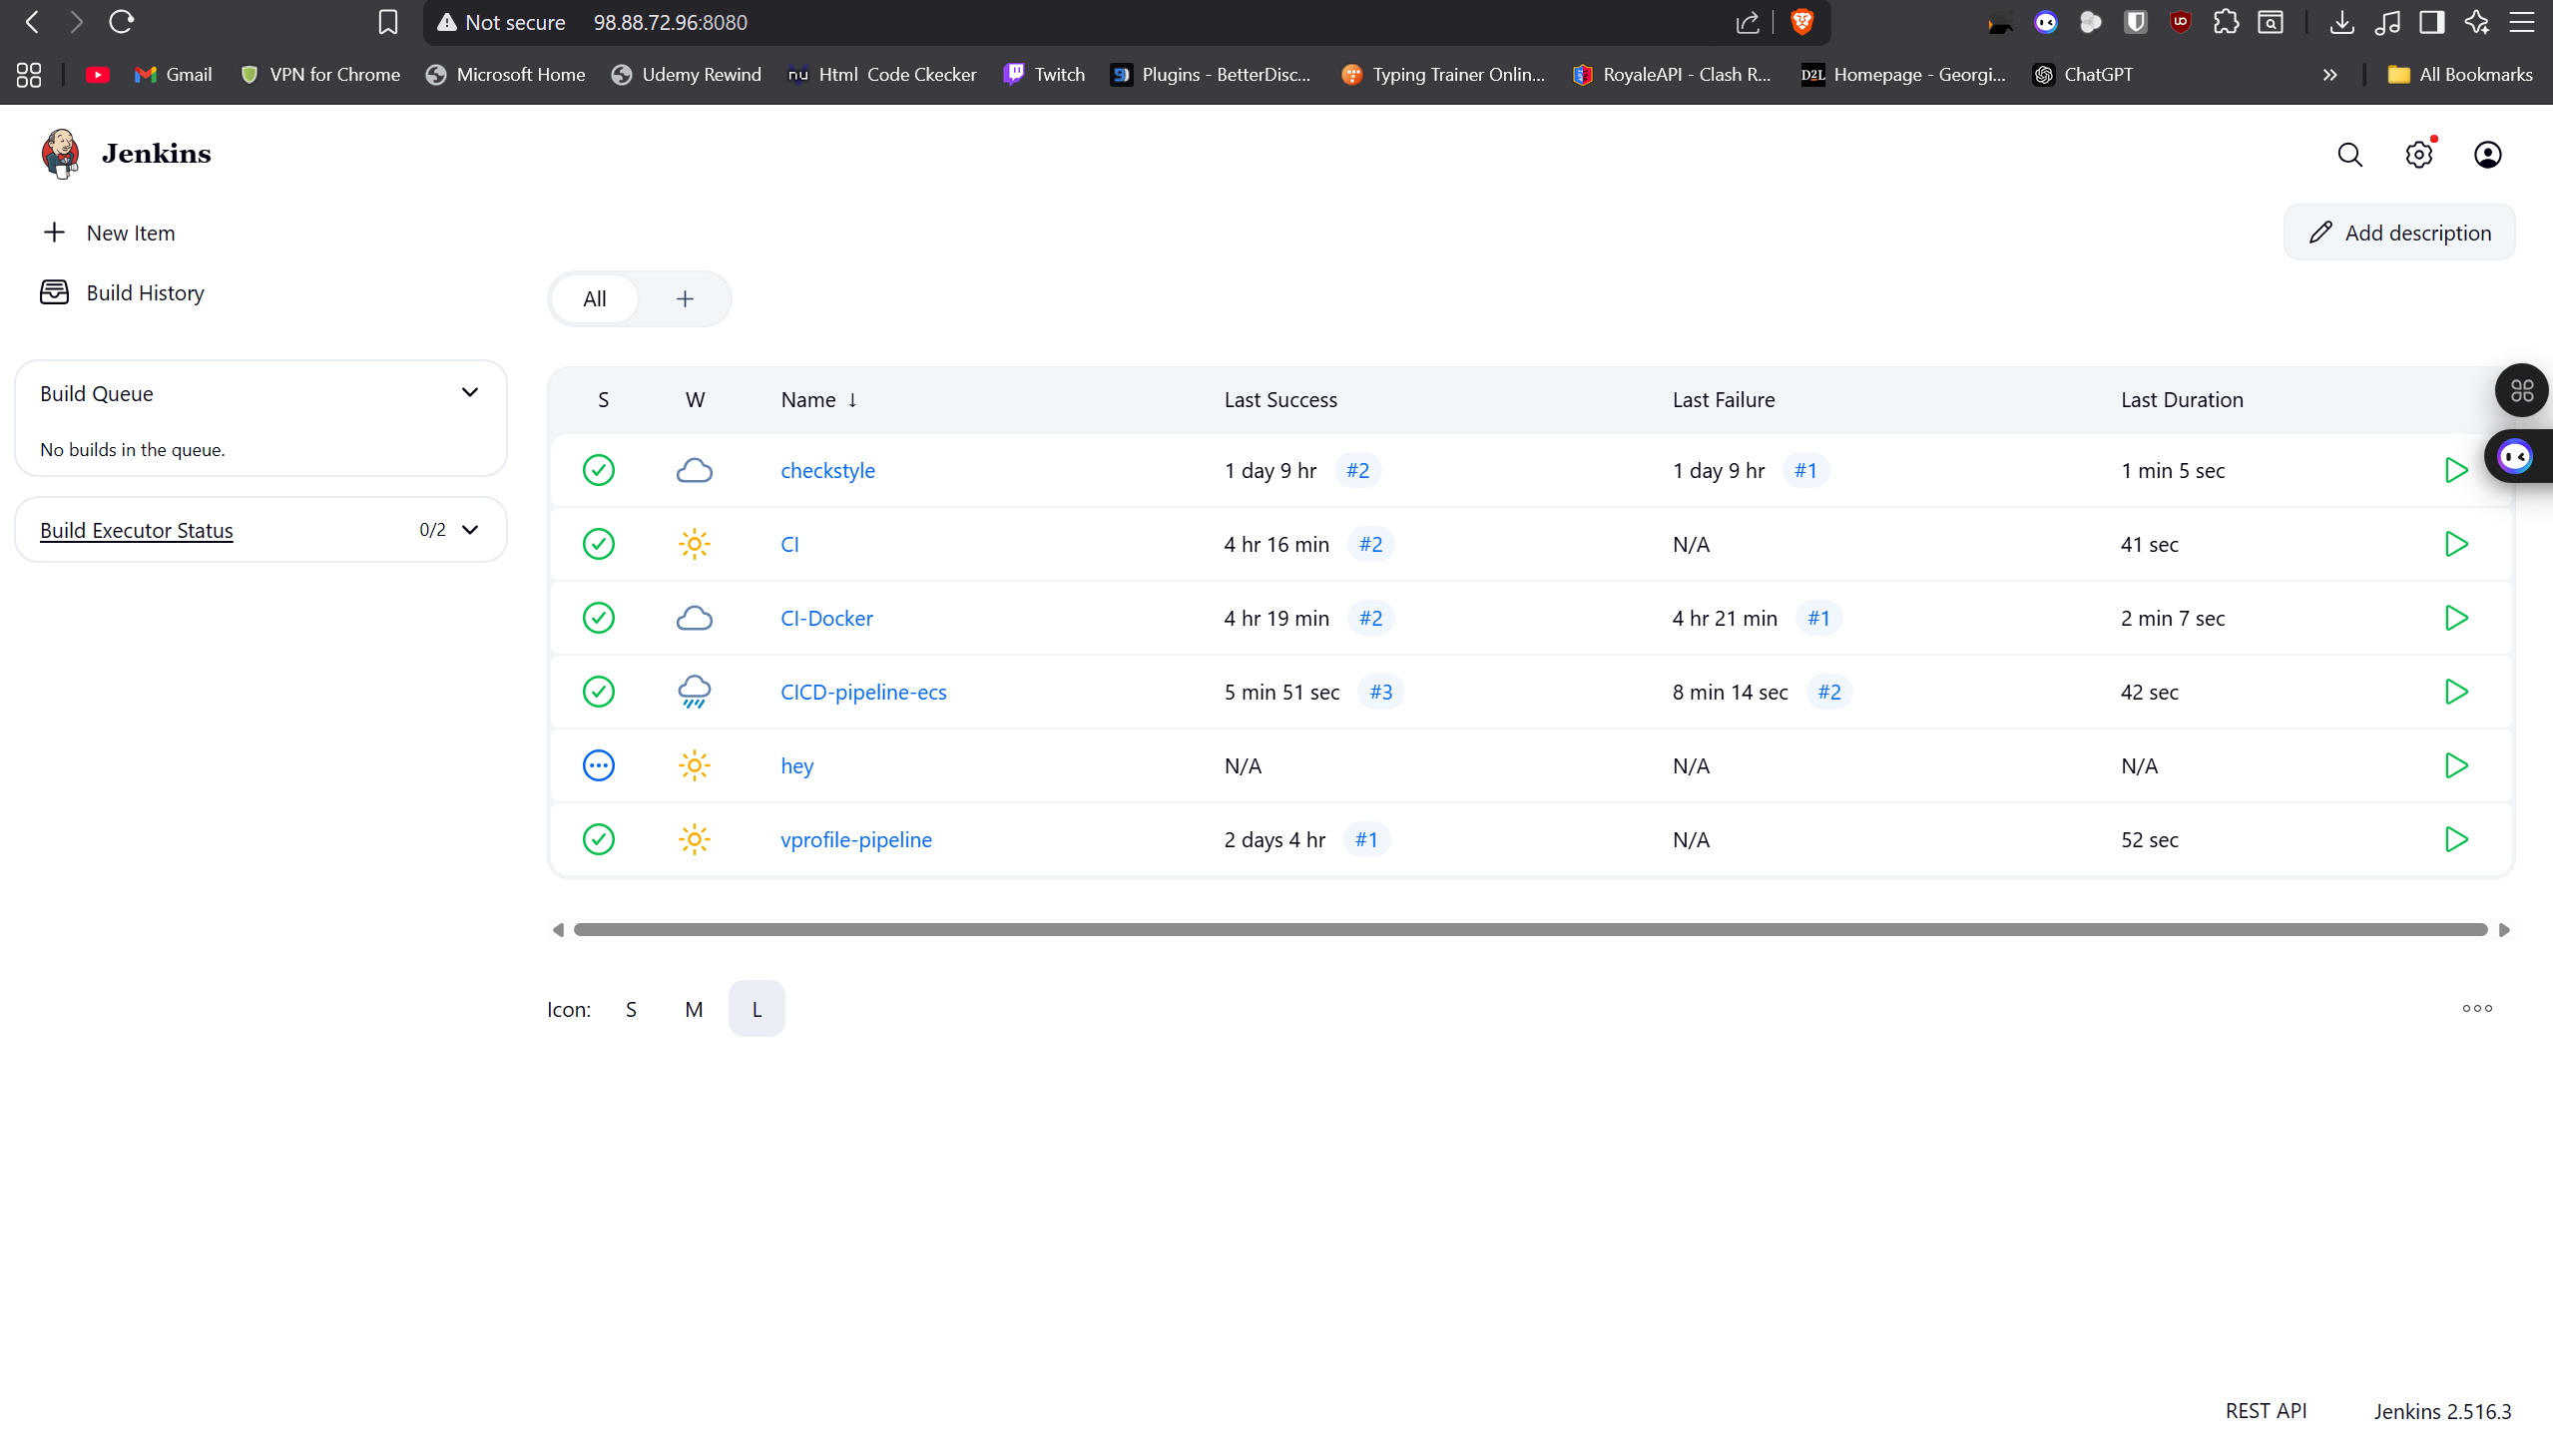 Not secure 98.88.72.96:8080
Gmail VPN for Chrome Microsoft Home Udemy Rewind nu Html Code Ckecker Twitch Plugins - BetterDisc... Typing Trainer Onlin... RoyaleAPI - Clash R... D2L Homepage - Georgi... ChatGPT » All Bookmarks
Jenkins
New Item
Add description
Build History
All +
Build Queue
No builds in the queue.
Build Executor Status 0/2
S W Name ↓ Last Success Last Failure Last Duration
checkstyle 1 day 9 hr #2 1 day 9 hr #1 1 min 5 sec
CI 4 hr 16 min #2 N/A 41 sec
CI-Docker 4 hr 19 min #2 4 hr 21 min #1 2 min 7 sec
CICD-pipeline-ecs 5 min 51 sec #3 8 min 14 sec #2 42 sec
hey N/A N/A N/A
vprofile-pipeline 2 days 4 hr #1 N/A 52 sec
Icon: S M L
REST API Jenkins 2.516.3